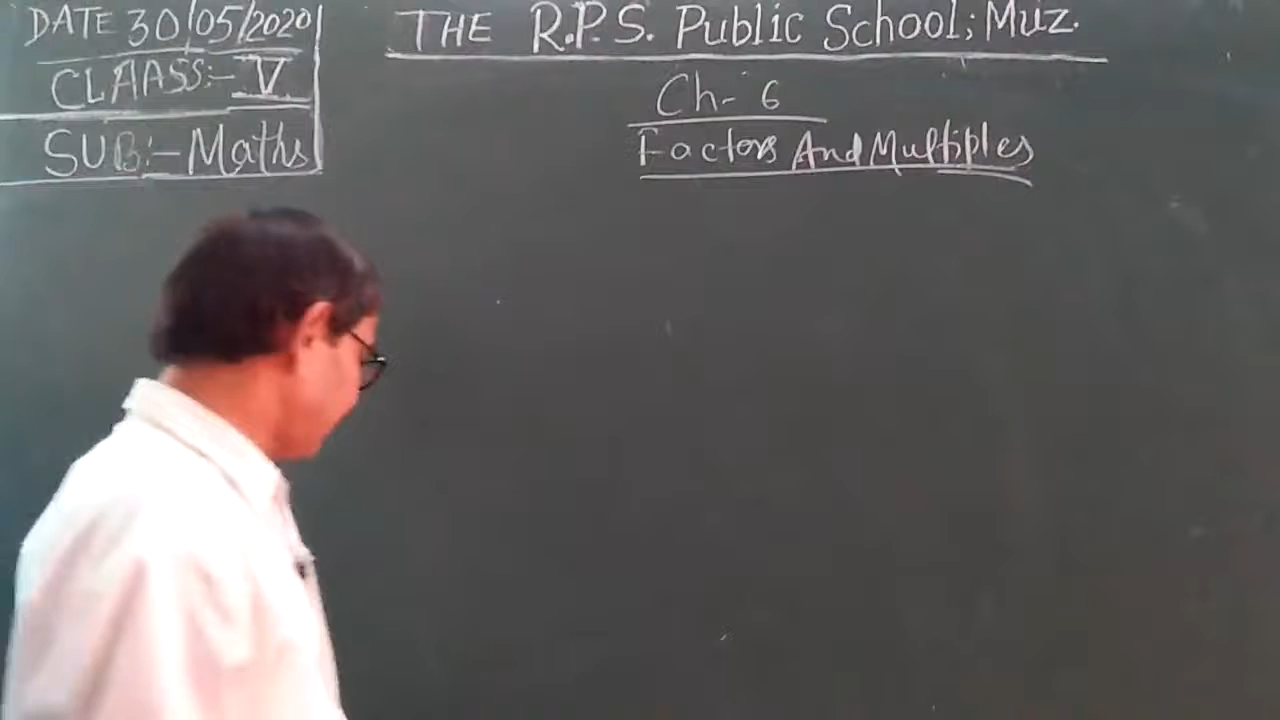 DATE 30/05/2020
CLAASS:- V
SUB:- Maths
THE R.P.S. Public School; Muz.
Ch- 6
Factors And Multiples